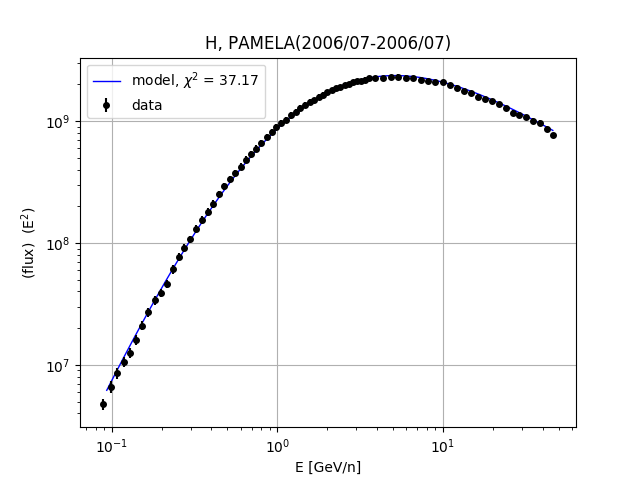 H, PAMELA(2006/07-2006/07)
model, χ² = 37.17
data
(flux) (E²)
10⁹
10⁸
10⁷
10⁻¹ 10⁰ 10¹
E [GeV/n]